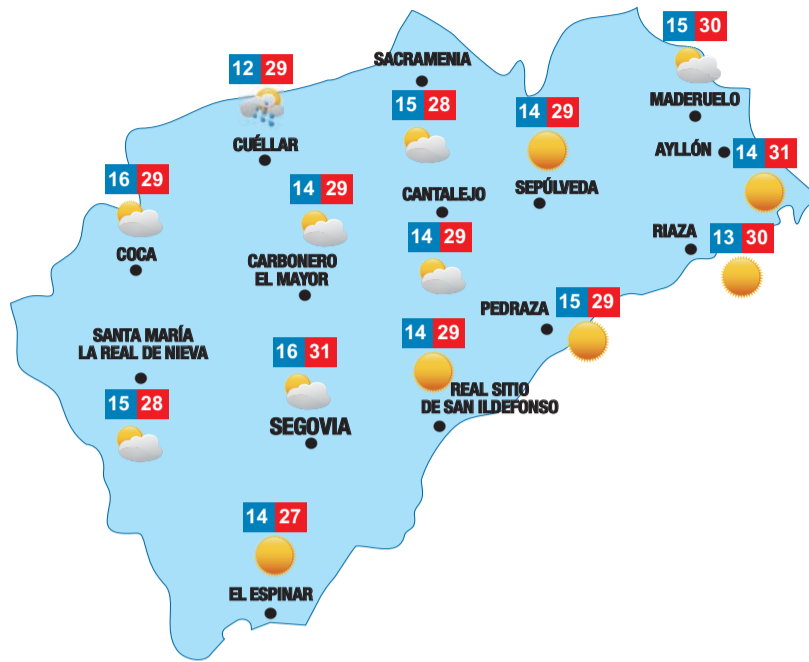 15 30
MADERUELO
SACRAMENIA
15 28
12 29
CUÉLLAR
14 29
SEPÚLVEDA
AYLLÓN
14 31
16 29
COCA
14 29
CARBONERO
EL MAYOR
CANTALEJO
14 29
RIAZA
13 30
PEDRAZA
15 29
SANTA MARÍA
LA REAL DE NIEVA
15 28
16 31
SEGOVIA
14 29
REAL SITIO
DE SAN ILDEFONSO
14 27
EL ESPINAR